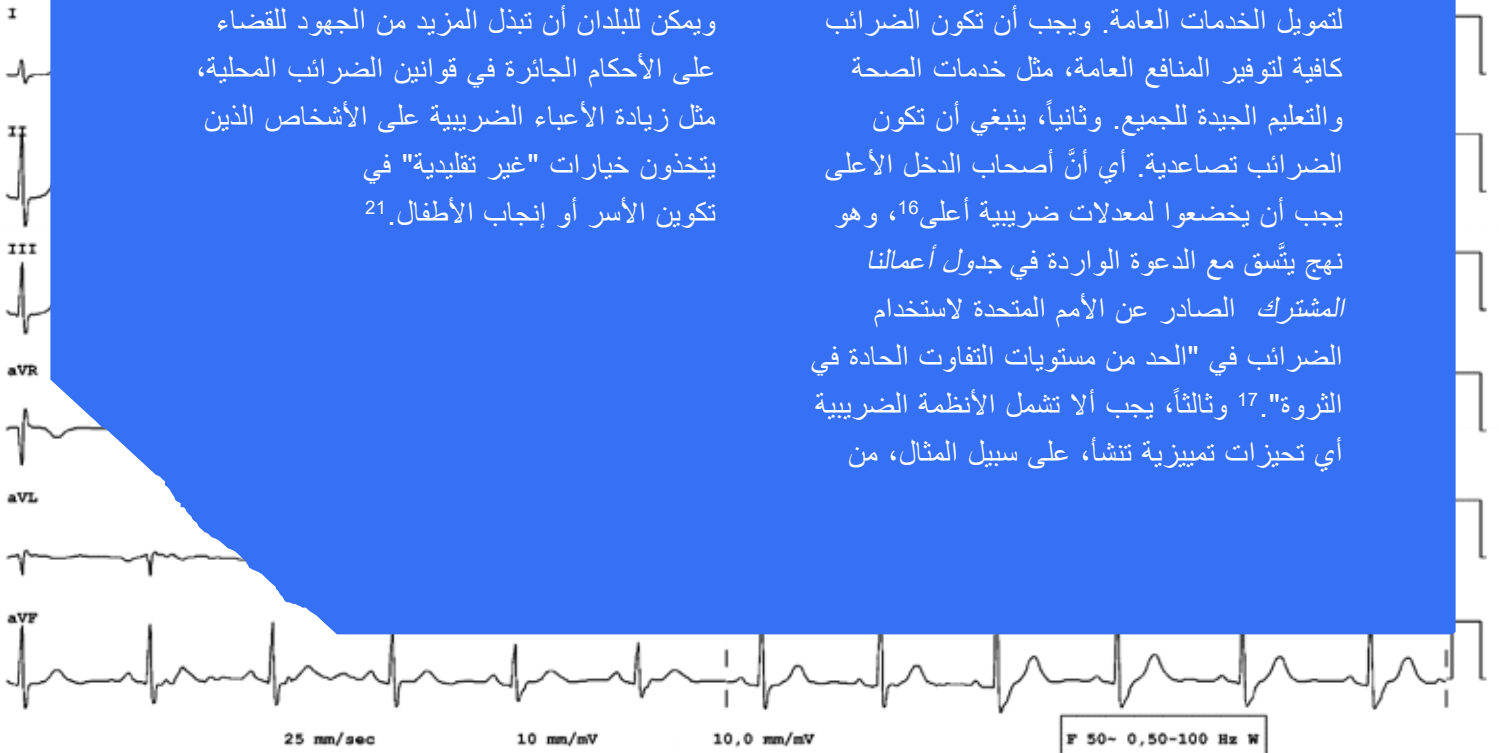 I
II
III
aVR
aVL
aVF
لتمويل الخدمات العامة. ويجب أن تكون الضرائب
كافية لتوفير المنافع العامة، مثل خدمات الصحة
والتعليم الجيدة للجميع. وثانياً، ينبغي أن تكون
الضرائب تصاعدية. أي أنَّ أصحاب الدخل الأعلى
يجب أن يخضعوا لمعدلات ضريبية أعلى16، وهو
نهج يتَّسق مع الدعوة الواردة في جدول أعمالنا
المشترك الصادر عن الأمم المتحدة لاستخدام
الضرائب في "الحد من مستويات التفاوت الحادة في
الثروة".17 وثالثاً، يجب ألا تشمل الأنظمة الضريبية
أي تحيزات تمييزية تنشأ، على سبيل المثال، من
ويمكن للبلدان أن تبذل المزيد من الجهود للقضاء
على الأحكام الجائرة في قوانين الضرائب المحلية،
مثل زيادة الأعباء الضريبية على الأشخاص الذين
يتخذون خيارات "غير تقليدية" في
تكوين الأسر أو إنجاب الأطفال.21
25 mm/sec 10 mm/mV 10,0 mm/mV F 50~ 0,50-100 Hz W